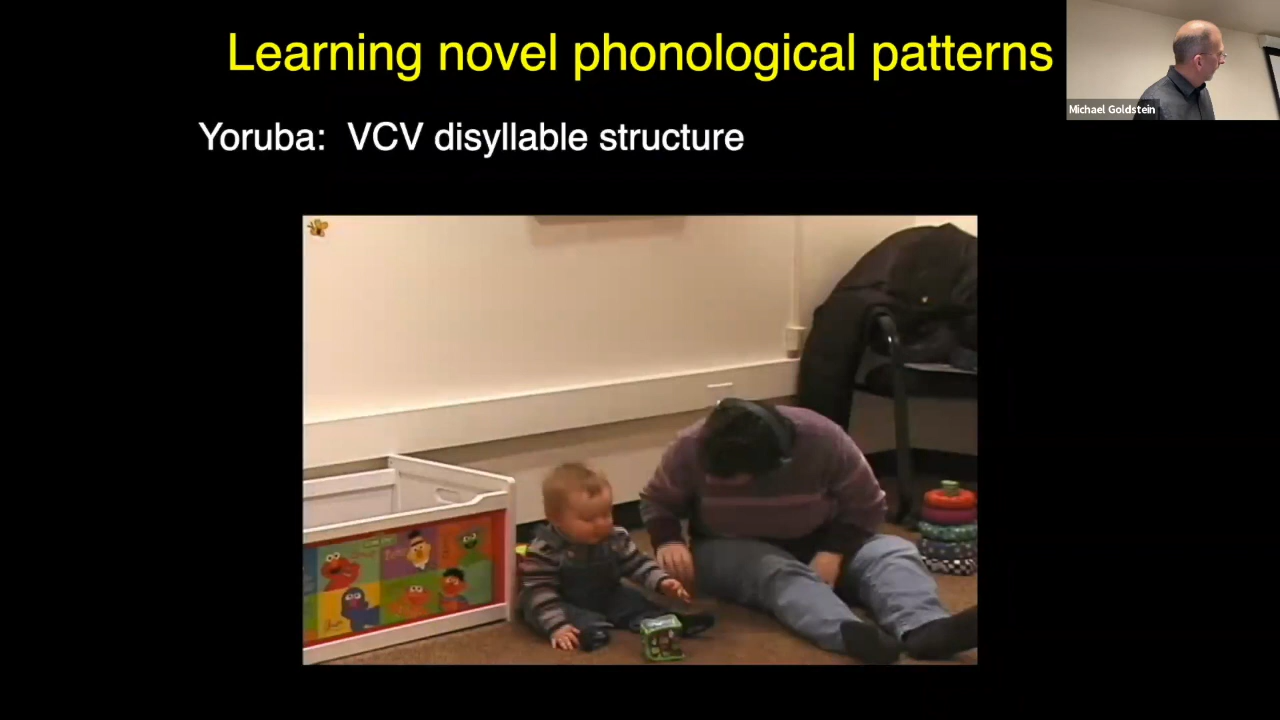 Learning novel phonological patterns
Michael Goldstein
Yoruba: VCV disyllable structure